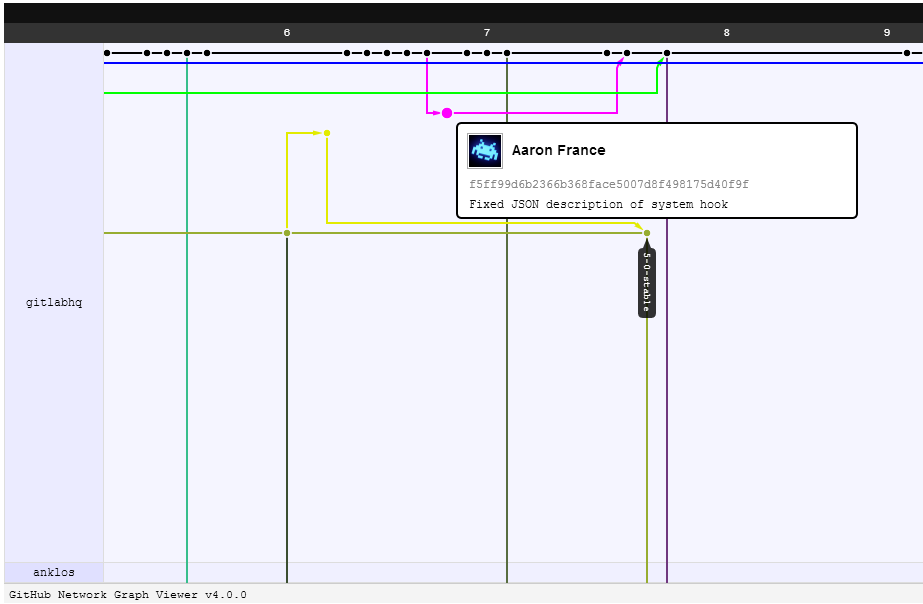 6 7 8 9
Aaron France
f5ff99d6b2366b368face5007d8f498175d40f9f
Fixed JSON description of system hook
5-0-stable
gitlabhq
anklos
GitHub Network Graph Viewer v4.0.0